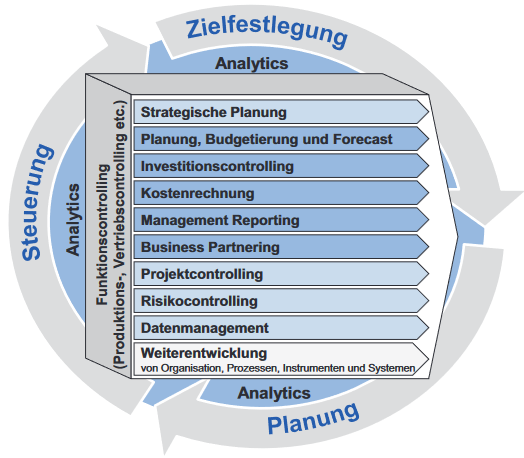 Zielfestlegung
Analytics
Steuerung
Analytics
Funktionscontrolling
(Produktions-, Vertriebscontrolling etc.)
Strategische Planung
Planung, Budgetierung und Forecast
Investitionscontrolling
Kostenrechnung
Management Reporting
Business Partnering
Projektcontrolling
Risikocontrolling
Datenmanagement
Weiterentwicklung
von Organisation, Prozessen, Instrumenten und Systemen
Analytics
Planung